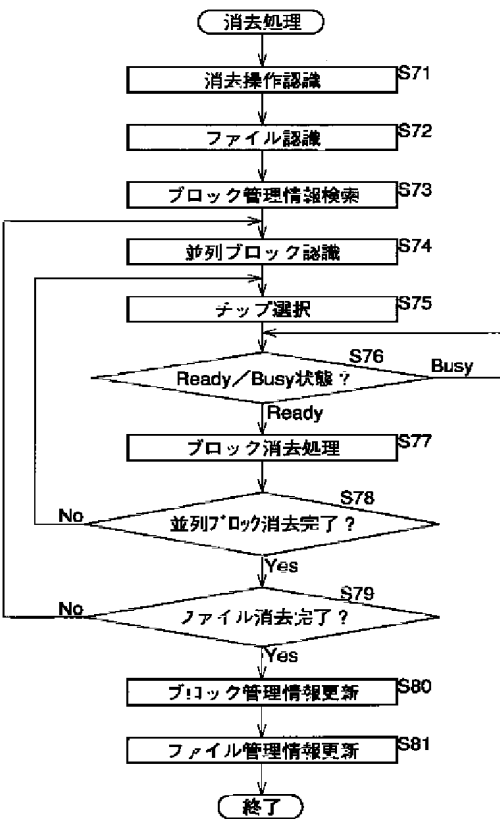 消去処理
消去操作認識 S71
ファイル認識 S72
ブロック管理情報検索 S73
並列ブロック認識 S74
チップ選択 S75
S76
Ready/Busy状態? Busy
Ready
ブロック消去処理 S77
S78
並列ブロック消去完了? No
Yes
S79
ファイル消去完了? No
Yes
ブロック管理情報更新 S80
ファイル管理情報更新 S81
終了